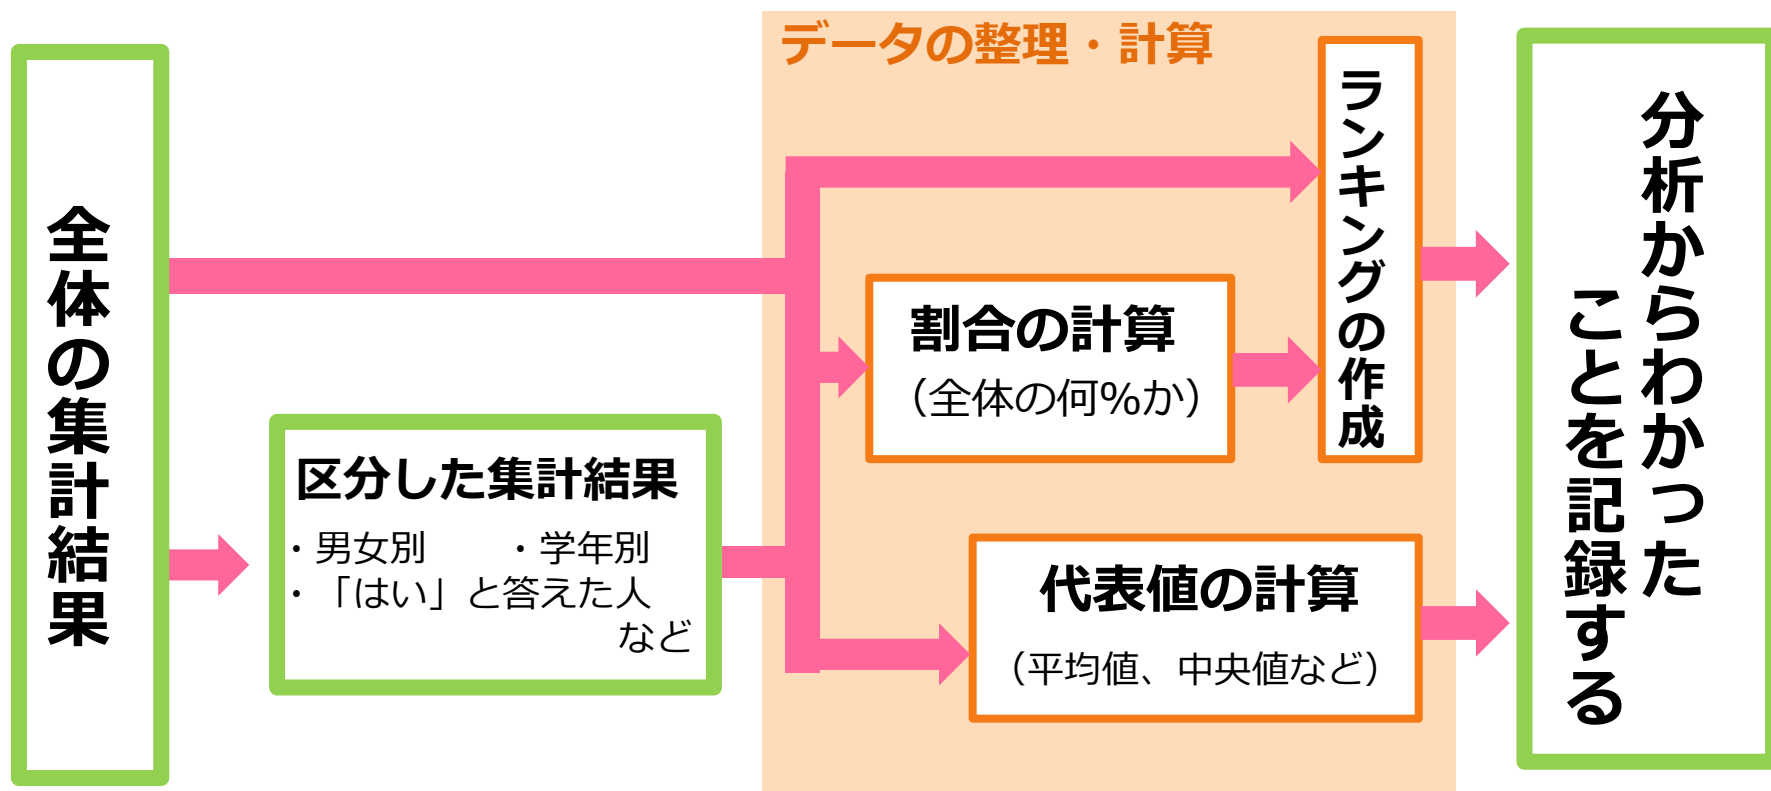 全体の集計結果
区分した集計結果
・男女別　　・学年別
・「はい」と答えた人
など
データの整理・計算
割合の計算
（全体の何%か）
ランキングの作成
代表値の計算
（平均値、中央値など）
分析からわかった
ことを記録する